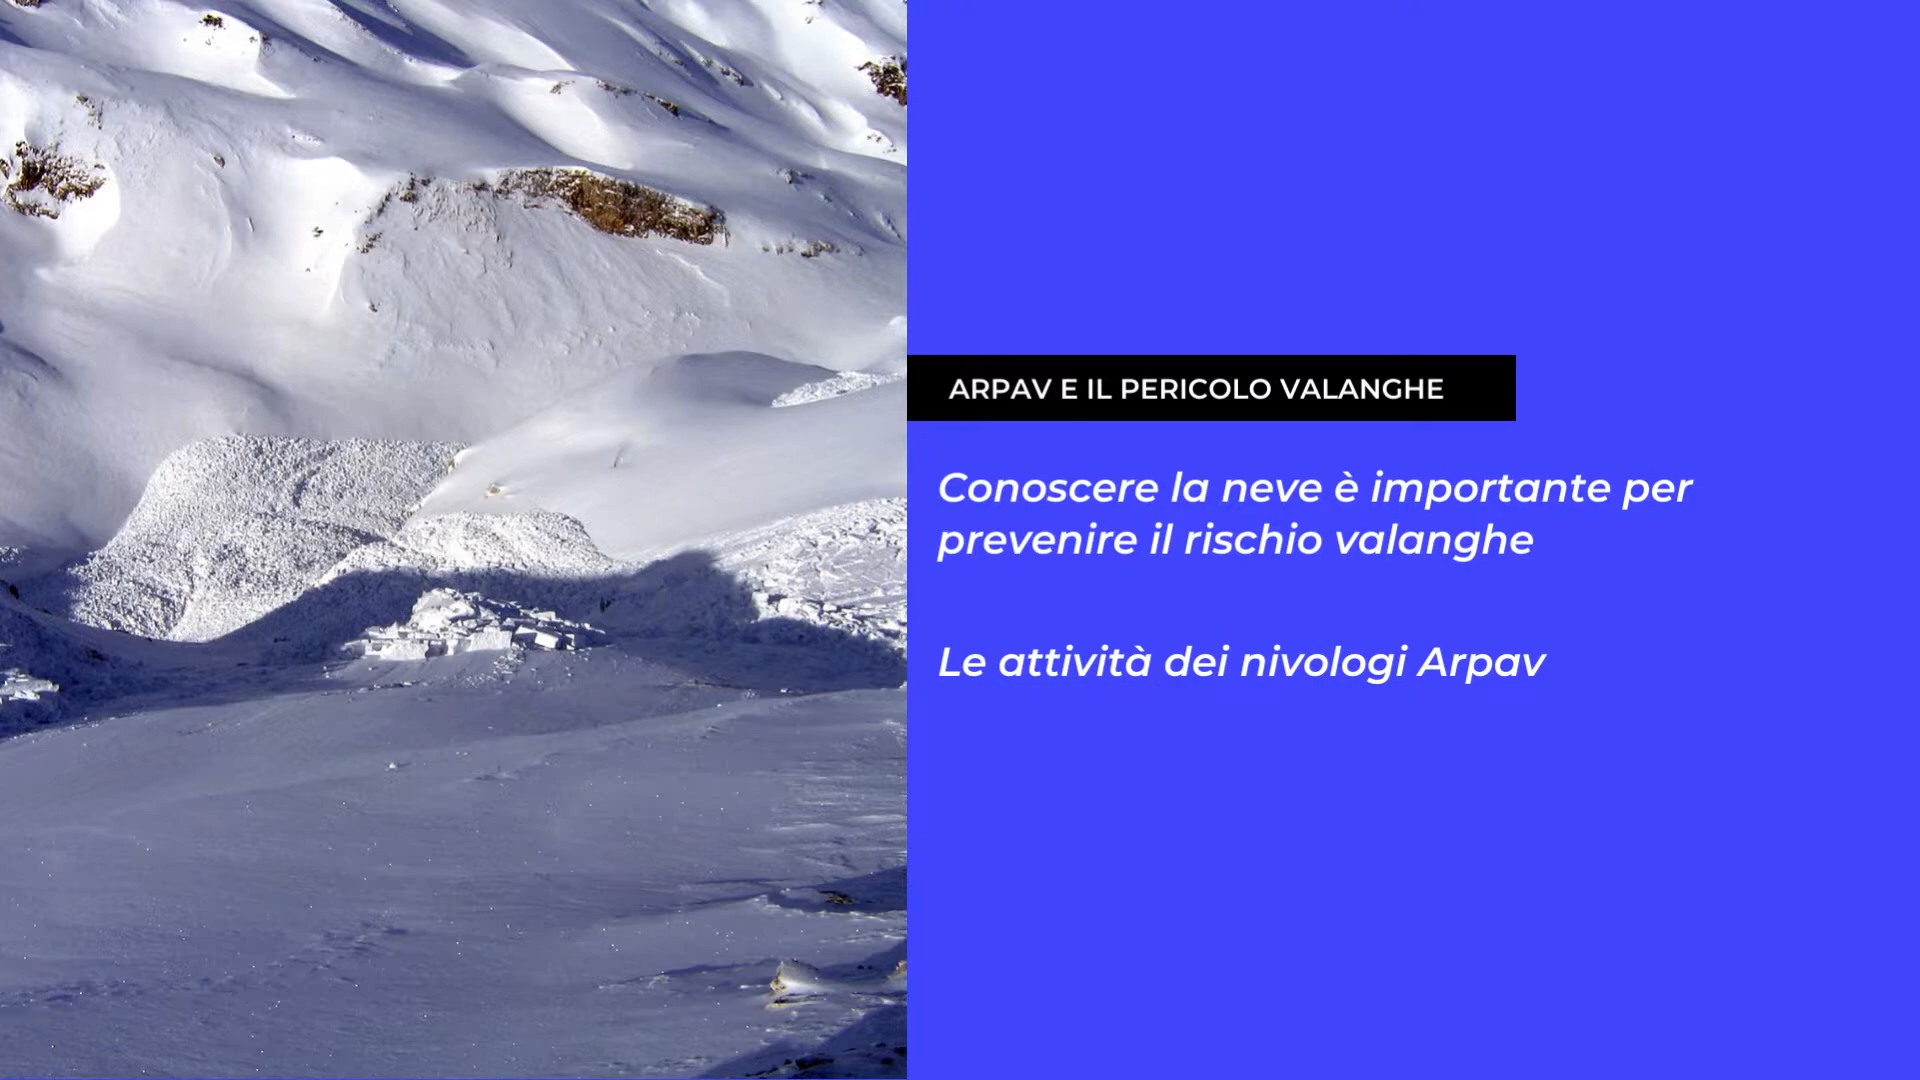 ARPAV E IL PERICOLO VALANGHE
Conoscere la neve è importante per
prevenire il rischio valanghe
Le attività dei nivologi Arpav